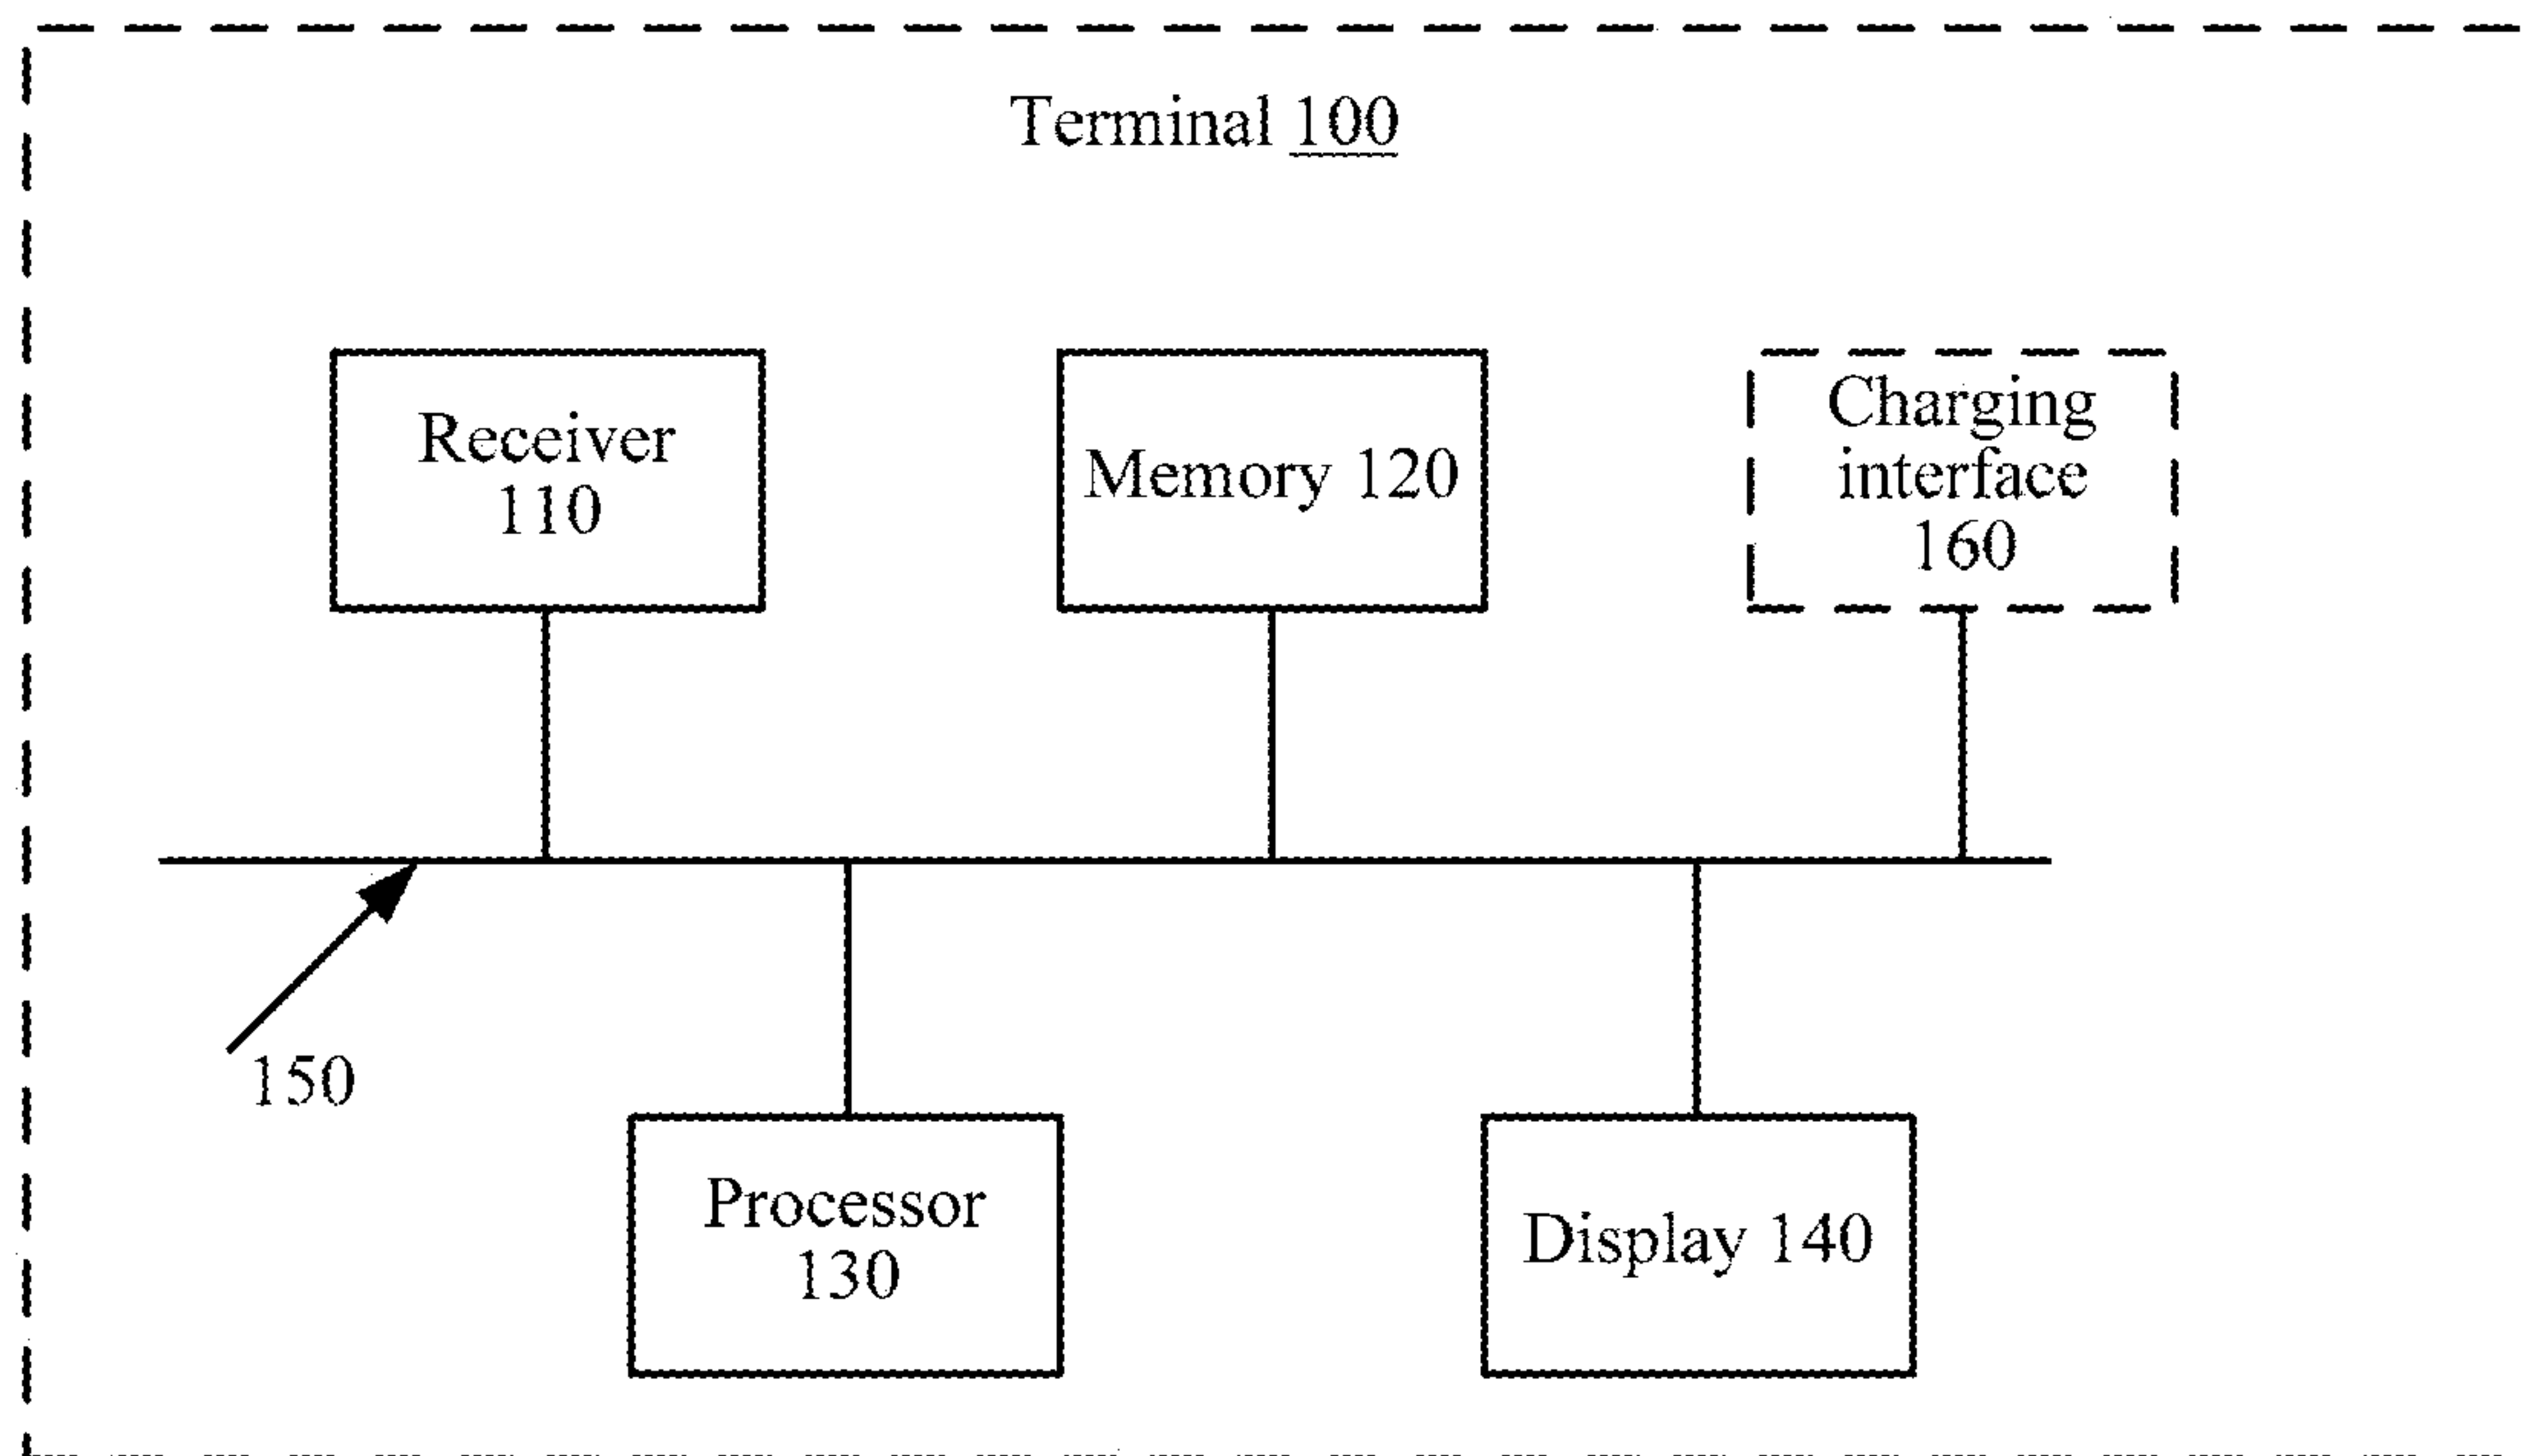 Terminal 100
Receiver
110
Memory 120
Charging
interface
160
150
Processor
130
Display 140